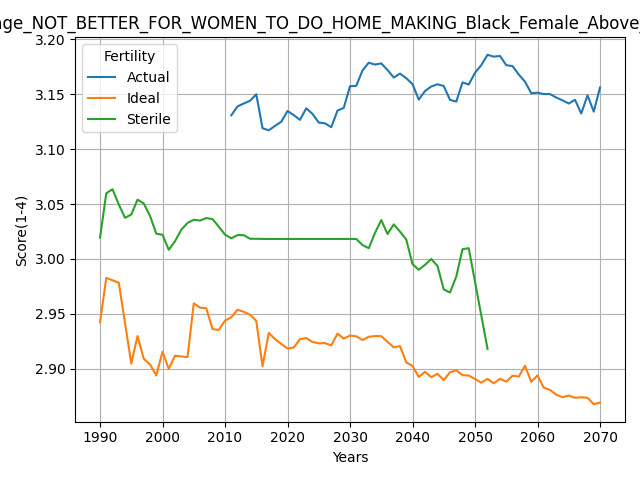 age_NOT_BETTER_FOR_WOMEN_TO_DO_HOME_MAKING_Black_Female_Above_
3.20
3.15
3.10
3.05
3.00
2.95
2.90
Score(1-4)
Fertility
Actual
Ideal
Sterile
1990 2000 2010 2020 2030 2040 2050 2060 2070
Years